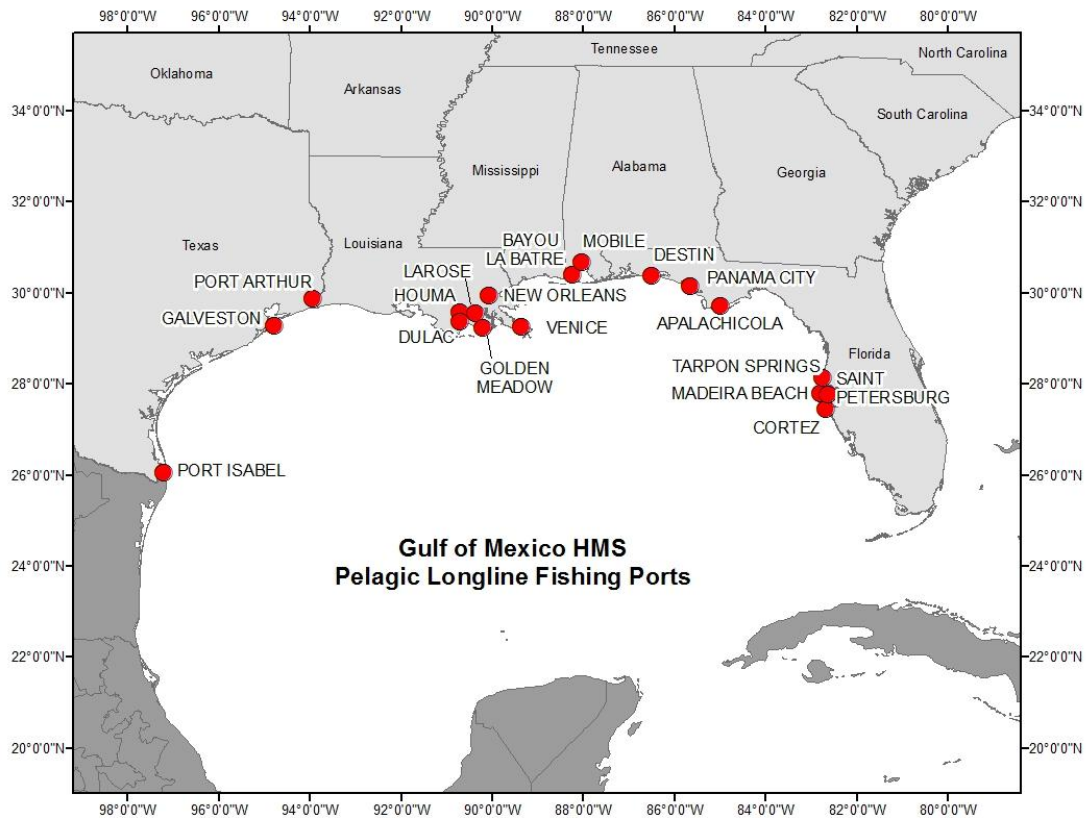 98°0'0"W
96°0'0"W
94°0'0"W
92°0'0"W
90°0'0"W
88°0'0"W
86°0'0"W
84°0'0"W
82°0'0"W
80°0'0"W
Tennessee
North Carolina
Oklahoma
Arkansas
34°0'0"N
34°0'0"N
South Carolina
Mississippi
Alabama
Georgia
32°0'0"N
32°0'0"N
Texas
Louisiana
BAYOU
LA BATRE
MOBILE
DESTIN
PORT ARTHUR
LAROSE
PANAMA CITY
30°0'0"N
30°0'0"N
HOUMA
NEW ORLEANS
GALVESTON
APALACHICOLA
DULAC
VENICE
GOLDEN
MEADOW
Florida
TARPON SPRINGS
SAINT
PETERSBURG
28°0'0"N
28°0'0"N
MADEIRA BEACH
CORTEZ
PORT ISABEL
26°0'0"N
26°0'0"N
Gulf of Mexico HMS
Pelagic Longline Fishing Ports
24°0'0"N
24°0'0"N
22°0'0"N
22°0'0"N
20°0'0"N
20°0'0"N
98°0'0"W
96°0'0"W
94°0'0"W
92°0'0"W
90°0'0"W
88°0'0"W
86°0'0"W
84°0'0"W
82°0'0"W
80°0'0"W